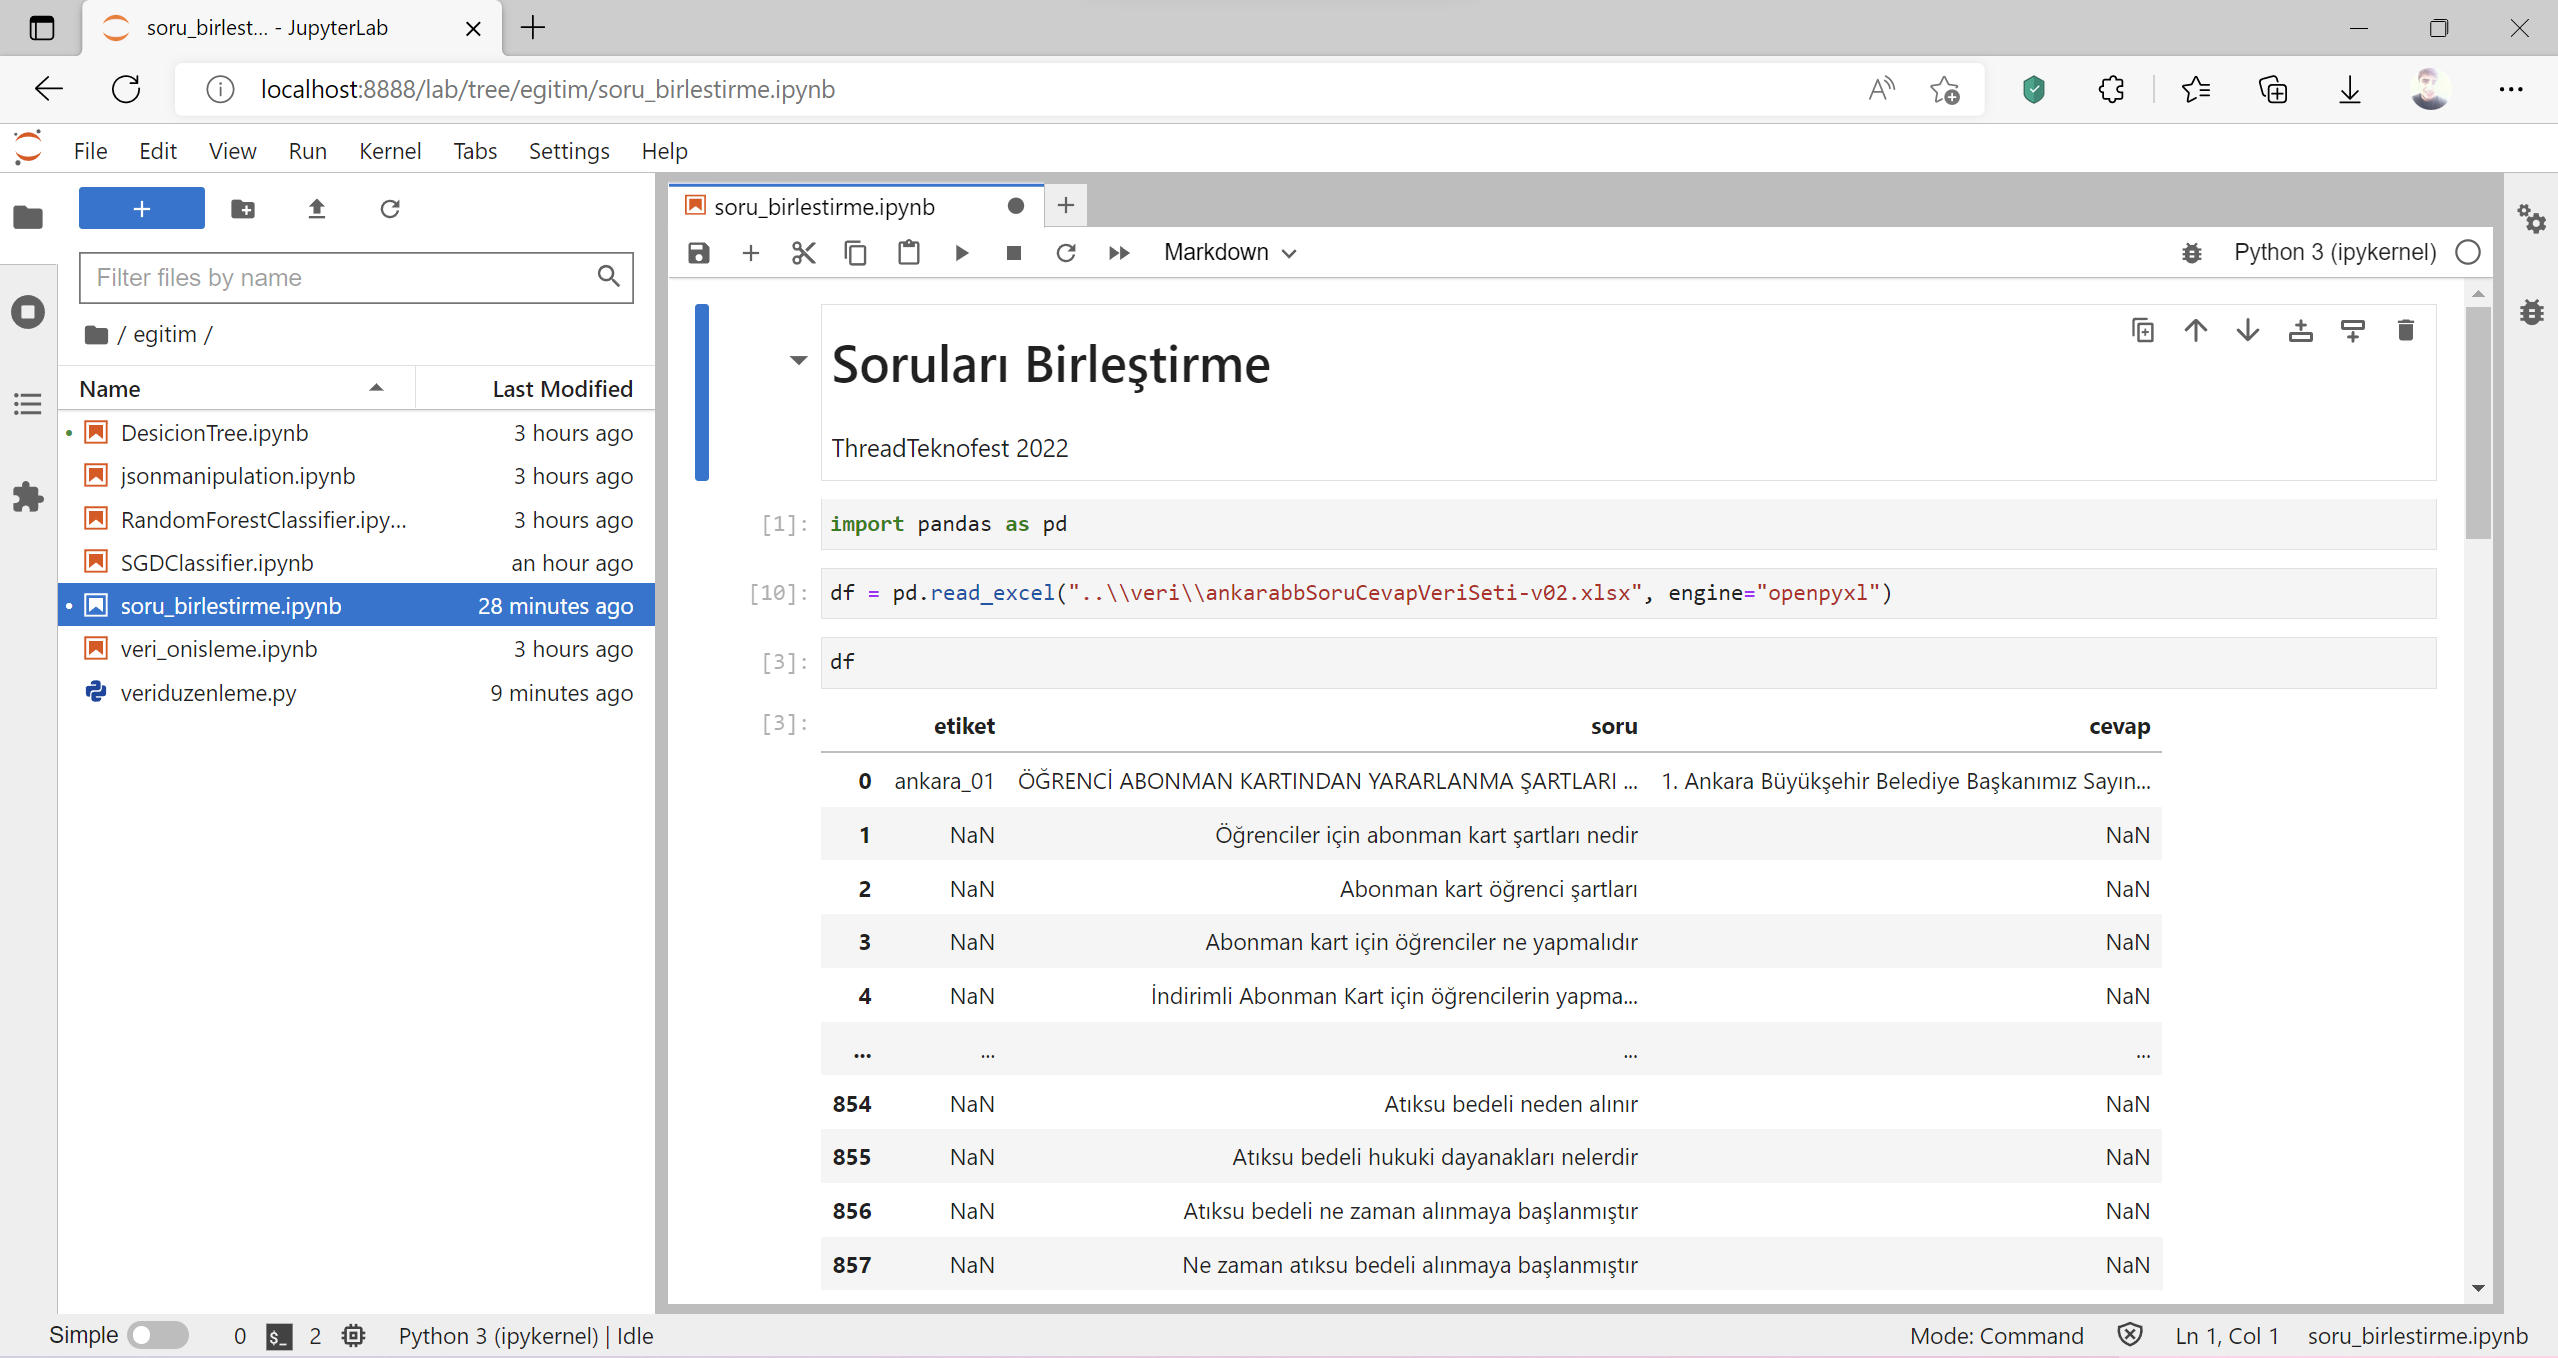 soru_birlest... - JupyterLab
localhost:8888/lab/tree/egitim/soru_birlestirme.ipynb
File Edit View Run Kernel Tabs Settings Help
Filter files by name
/ egitim /
Name Last Modified
DesicionTree.ipynb 3 hours ago
jsonmanipulation.ipynb 3 hours ago
RandomForestClassifier.ipy... 3 hours ago
SGDClassifier.ipynb an hour ago
soru_birlestirme.ipynb 28 minutes ago
veri_onisleme.ipynb 3 hours ago
veriduzenleme.py 9 minutes ago
soru_birlestirme.ipynb
Markdown Python 3 (ipykernel)
Soruları Birleştirme
ThreadTeknofest 2022
[1]: import pandas as pd
[10]: df = pd.read_excel("..\\veri\\ankarabbSoruCevapVeriSeti-v02.xlsx", engine="openpyxl")
[3]: df
[3]: etiket soru cevap
0 ankara_01 ÖĞRENCİ ABONMAN KARTINDAN YARARLANMA ŞARTLARI ... 1. Ankara Büyükşehir Belediye Başkanımız Sayın...
1 NaN Öğrenciler için abonman kart şartları nedir NaN
2 NaN Abonman kart öğrenci şartları NaN
3 NaN Abonman kart için öğrenciler ne yapmalıdır NaN
4 NaN İndirimli Abonman Kart için öğrencilerin yapma... NaN
... ... ... ...
854 NaN Atıksu bedeli neden alınır NaN
855 NaN Atıksu bedeli hukuki dayanakları nelerdir NaN
856 NaN Atıksu bedeli ne zaman alınmaya başlanmıştır NaN
857 NaN Ne zaman atıksu bedeli alınmaya başlanmıştır NaN
Simple 0 $_ 2 Python 3 (ipykernel) | Idle Mode: Command Ln 1, Col 1 soru_birlestirme.ipynb